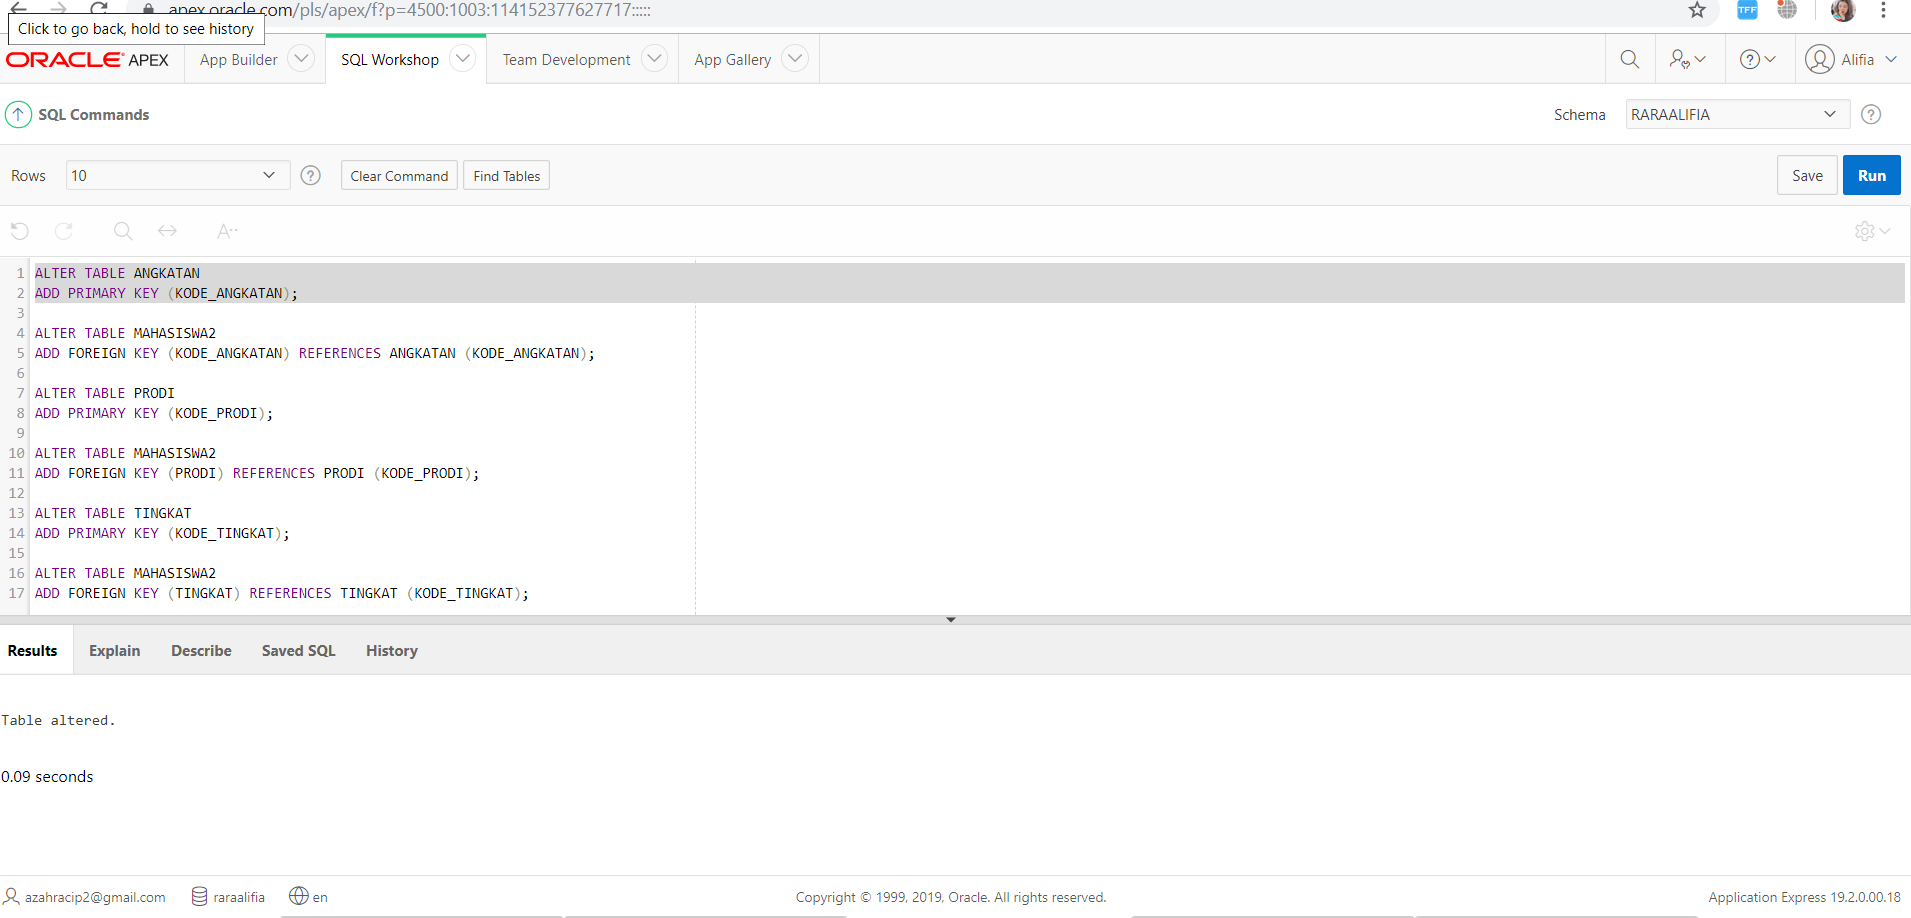 apex.oracle.com/pls/apex/f?p=4500:1003:114152377627717:::::
TFF
Click to go back, hold to see history
ORACLE® APEX
App Builder
SQL Workshop
Team Development
App Gallery
Alifia
SQL Commands
Schema
RARAALIFIA
Rows
10
Clear Command
Find Tables
Save
Run
A
1 ALTER TABLE ANGKATAN
2 ADD PRIMARY KEY (KODE_ANGKATAN);
3
4 ALTER TABLE MAHASISWA2
5 ADD FOREIGN KEY (KODE_ANGKATAN) REFERENCES ANGKATAN (KODE_ANGKATAN);
6
7 ALTER TABLE PRODI
8 ADD PRIMARY KEY (KODE_PRODI);
9
10 ALTER TABLE MAHASISWA2
11 ADD FOREIGN KEY (PRODI) REFERENCES PRODI (KODE_PRODI);
12
13 ALTER TABLE TINGKAT
14 ADD PRIMARY KEY (KODE_TINGKAT);
15
16 ALTER TABLE MAHASISWA2
17 ADD FOREIGN KEY (TINGKAT) REFERENCES TINGKAT (KODE_TINGKAT);
Results
Explain
Describe
Saved SQL
History
Table altered.
0.09 seconds
azahracip2@gmail.com
raraalifia
en
Copyright © 1999, 2019, Oracle. All rights reserved.
Application Express 19.2.0.00.18